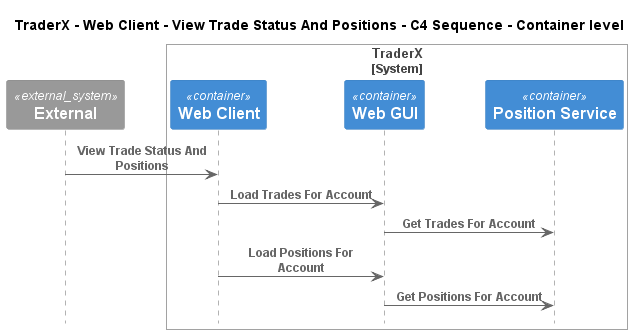 TraderX - Web Client - View Trade Status And Positions - C4 Sequence - Container level
TraderX
[System]
«external_system»
External
«container»
Web Client
«container»
Web GUI
«container»
Position Service
View Trade Status And
Positions
Load Trades For Account
Get Trades For Account
Load Positions For
Account
Get Positions For Account